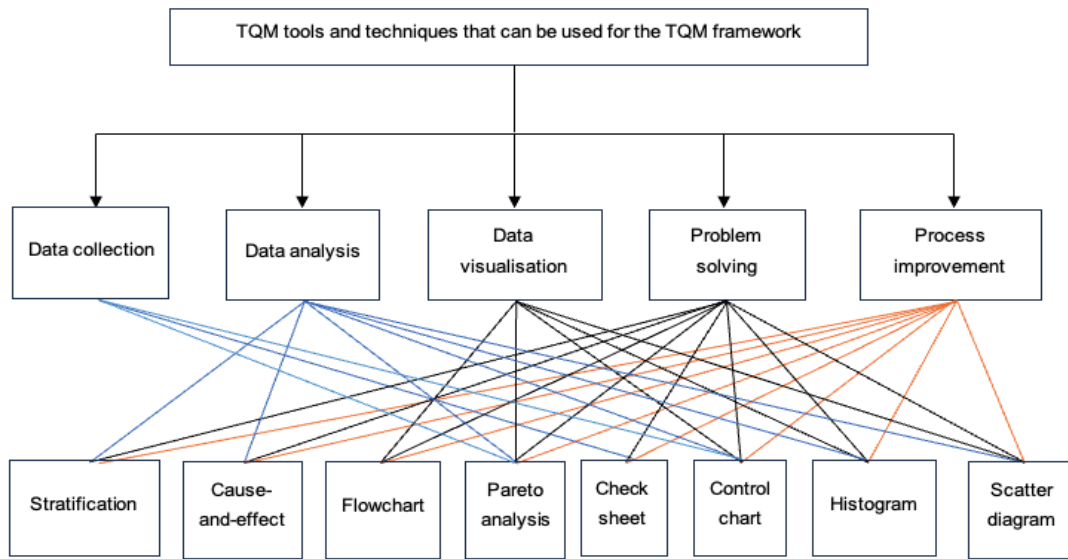 TQM tools and techniques that can be used for the TQM framework
Data collection
Data analysis
Data
visualisation
Problem
solving
Process
improvement
Stratification
Cause-
and-effect
Flowchart
Pareto
analysis
Check
sheet
Control
chart
Histogram
Scatter
diagram